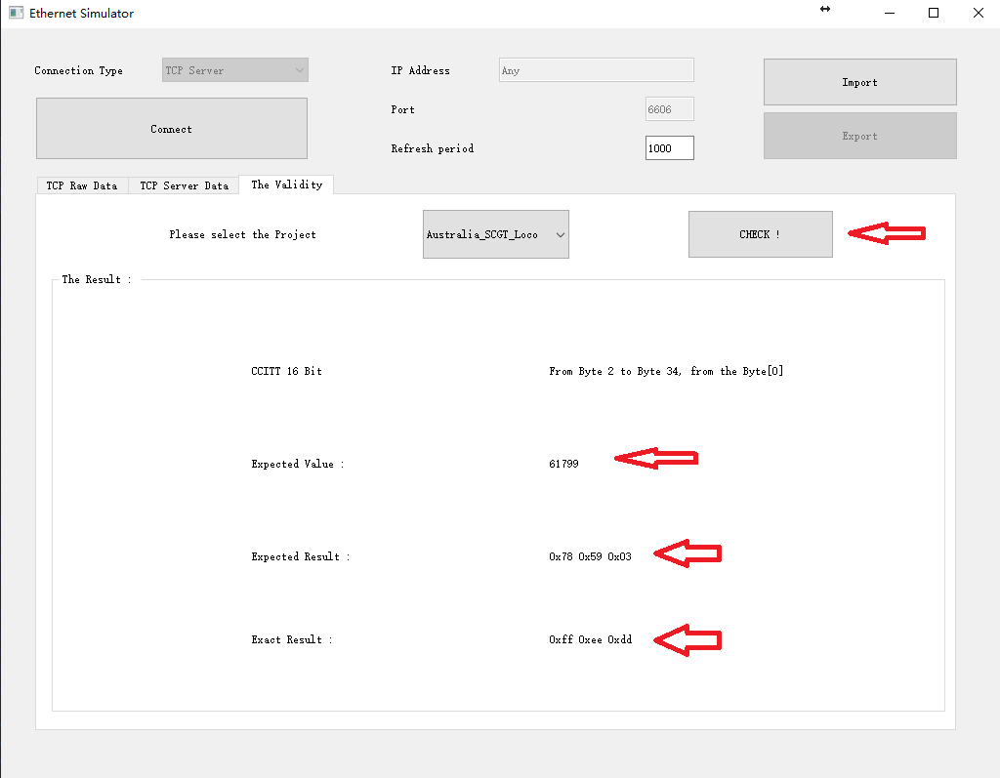 Ethernet Simulator
Connection Type
TCP Server
IP Address
Any
Import
Connect
Port
6606
Export
Refresh period
1000
TCP Raw Data
TCP Server Data
The Validity
Please select the Project
Australia_SCGT_Loco
CHECK !
The Result :
CCITT 16 Bit
From Byte 2 to Byte 34, from the Byte[0]
Expected Value :
61799
Expected Result :
0x78 0x59 0x03
Exact Result :
0xff 0xee 0xdd